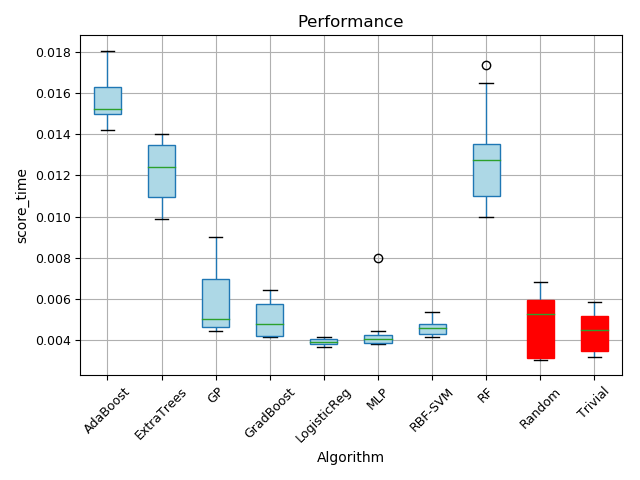 Performance
0.018
0.016
0.014
0.012
0.010
0.008
0.006
0.004
score_time
AdaBoost
ExtraTrees
GP
GradBoost
LogisticReg
MLP
RBF-SVM
RF
Random
Trivial
Algorithm